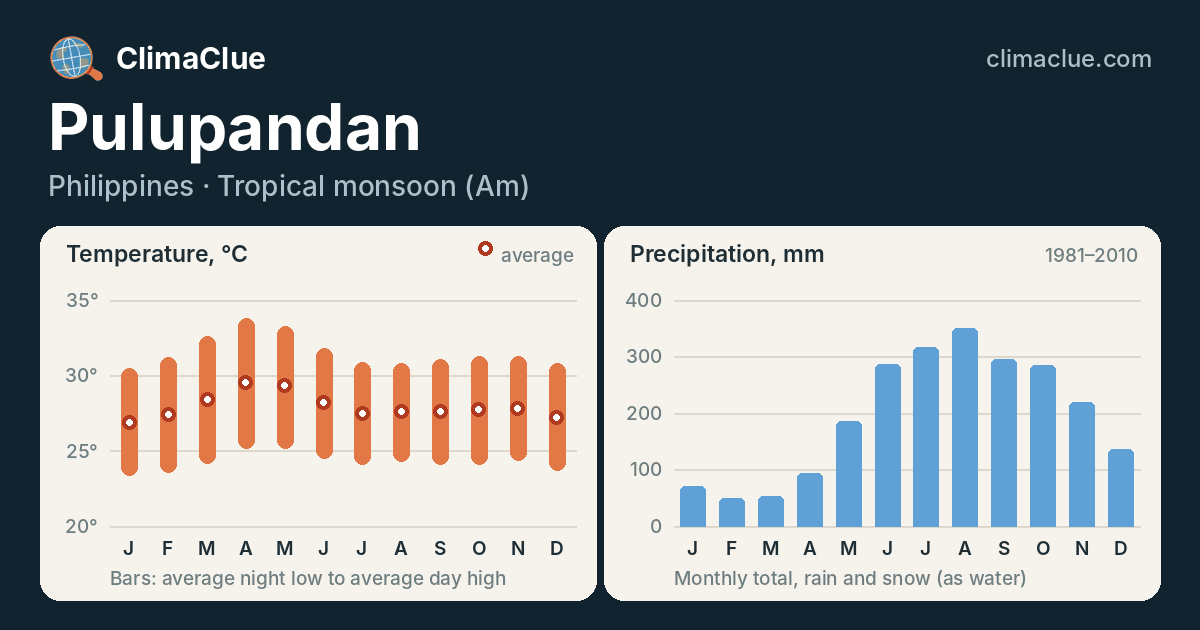 ClimaClue
climaclue.com
Pulupandan
Philippines · Tropical monsoon (Am)
Temperature, °C
average
35°
30°
25°
20°
J F M A M J J A S O N D
Bars: average night low to average day high
Precipitation, mm
1981–2010
400
300
200
100
0
J F M A M J J A S O N D
Monthly total, rain and snow (as water)